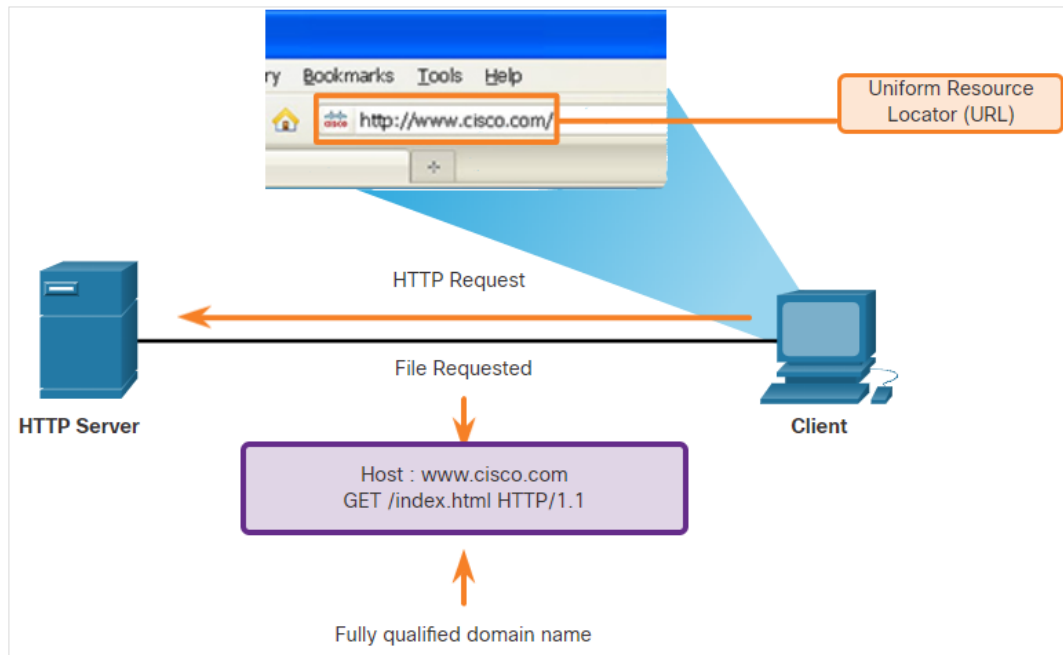 ry Bookmarks Tools Help
cisco http://www.cisco.com/
Uniform Resource
Locator (URL)
HTTP Request
File Requested
HTTP Server
Client
Host : www.cisco.com
GET /index.html HTTP/1.1
Fully qualified domain name